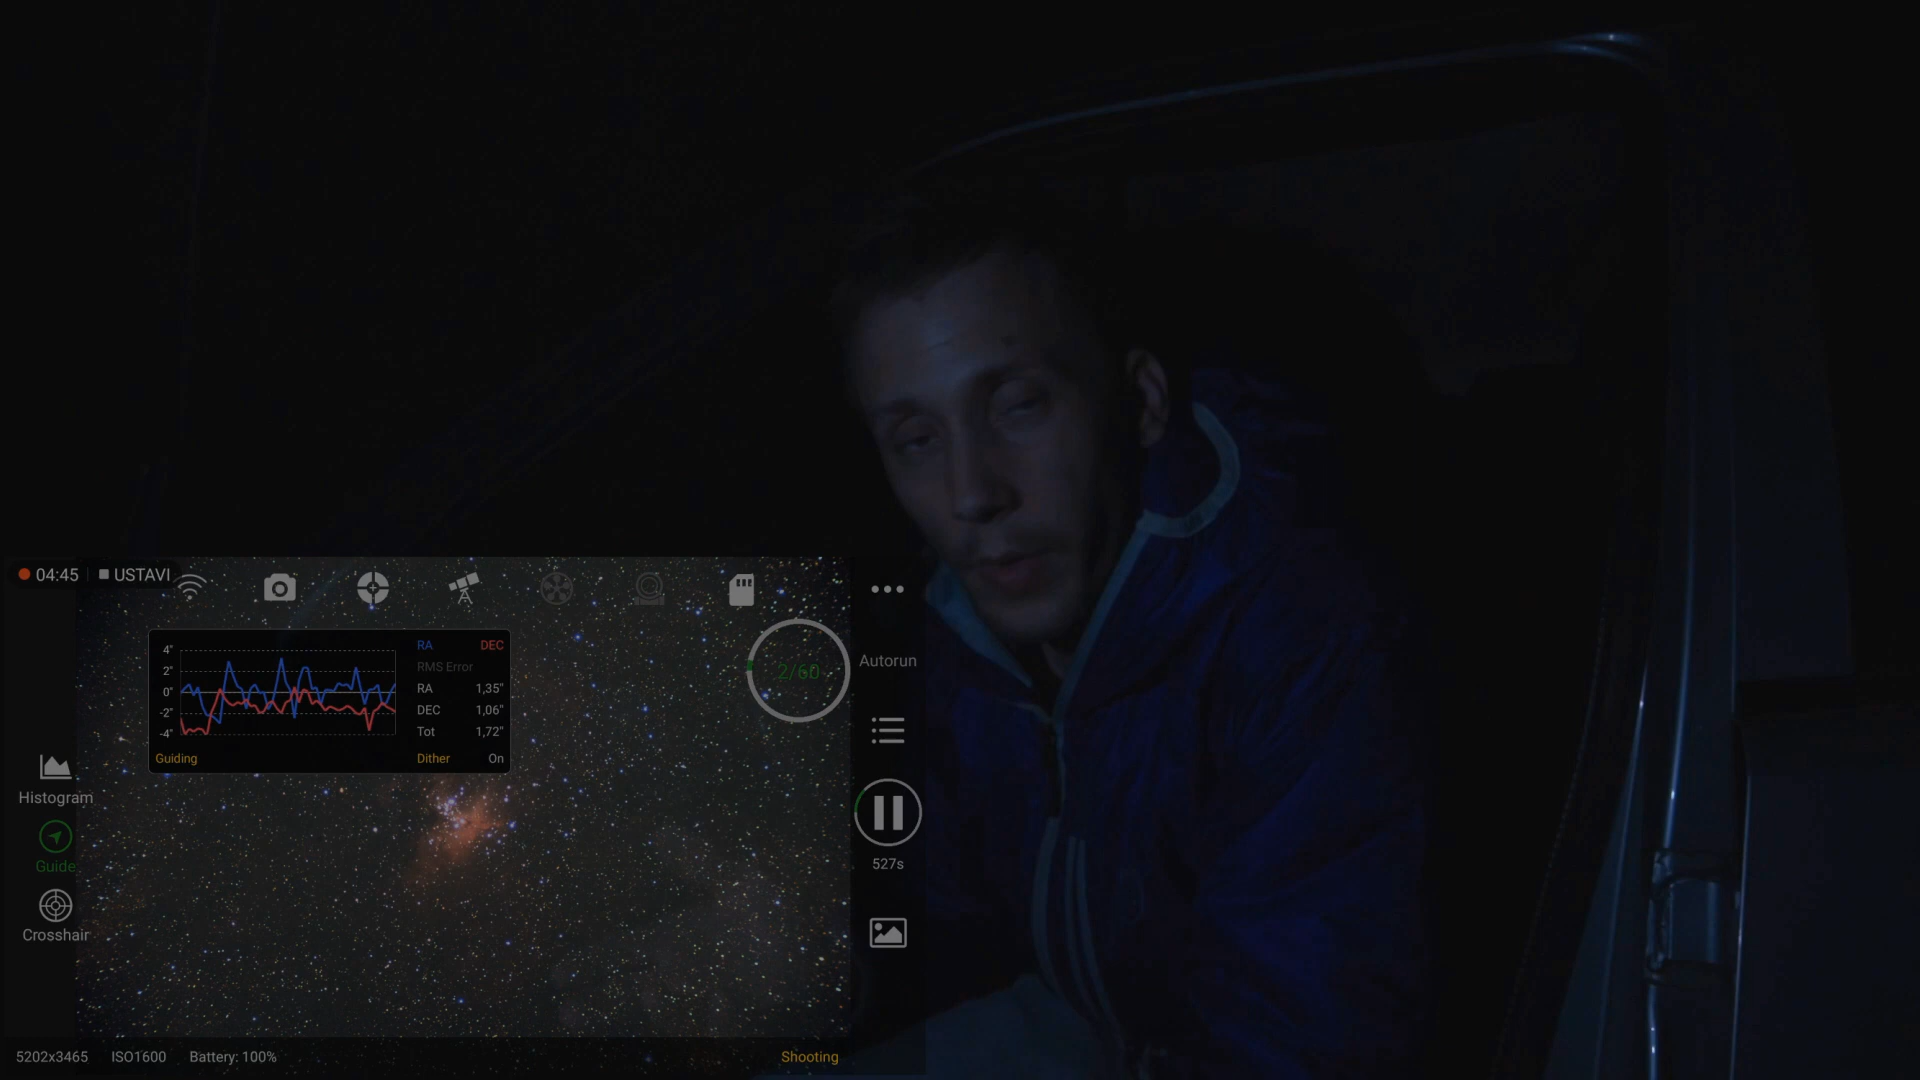 04:45 USTAVI
2/60
4"
2"
0"
-2"
-4"
RA DEC
RMS Error
RA 1,35"
DEC 1,06"
Tot 1,72"
Guiding Dither On
Autorun
Histogram
Guide
527s
Crosshair
5202x3465 ISO1600 Battery: 100% Shooting